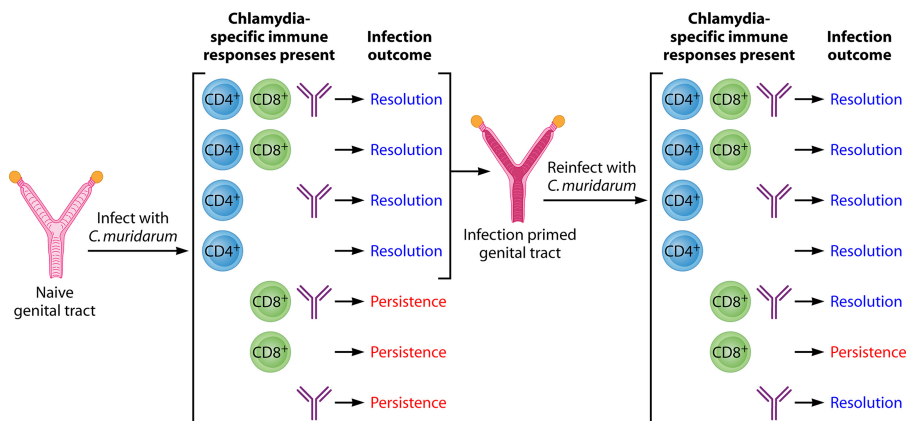 Chlamydia-
specific immune
responses present
Infection
outcome
CD4+ CD8+ Resolution
CD4+ CD8+ Resolution
CD4+ Resolution
CD4+ Resolution
CD8+ Persistence
CD8+ Persistence
Persistence
Infect with
C. muridarum
Naive
genital tract
Infection primed
genital tract
Reinfect with
C. muridarum
Chlamydia-
specific immune
responses present
Infection
outcome
CD4+ CD8+ Resolution
CD4+ CD8+ Resolution
CD4+ Resolution
CD4+ Resolution
CD8+ Resolution
CD8+ Persistence
Resolution